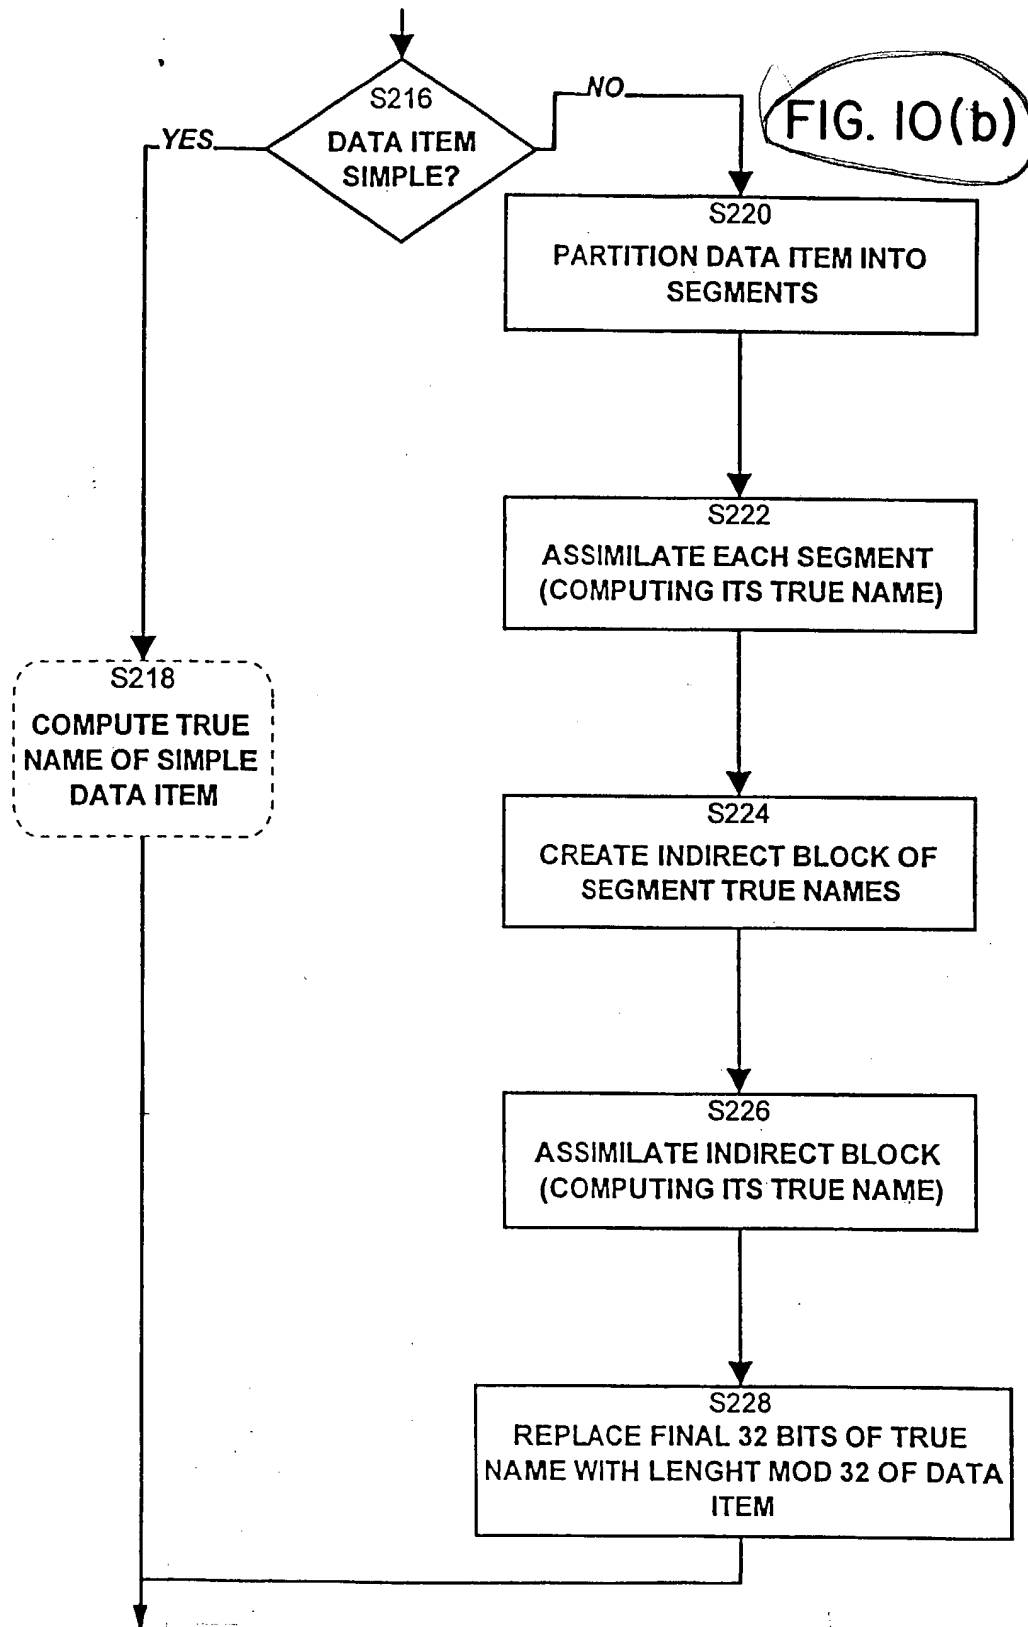 FIG. 10(b)
S216
DATA ITEM
SIMPLE?
YES
NO
S220
PARTITION DATA ITEM INTO
SEGMENTS
S222
ASSIMILATE EACH SEGMENT
(COMPUTING ITS TRUE NAME)
S218
COMPUTE TRUE
NAME OF SIMPLE
DATA ITEM
S224
CREATE INDIRECT BLOCK OF
SEGMENT TRUE NAMES
S226
ASSIMILATE INDIRECT BLOCK
(COMPUTING ITS TRUE NAME)
S228
REPLACE FINAL 32 BITS OF TRUE
NAME WITH LENGHT MOD 32 OF DATA
ITEM